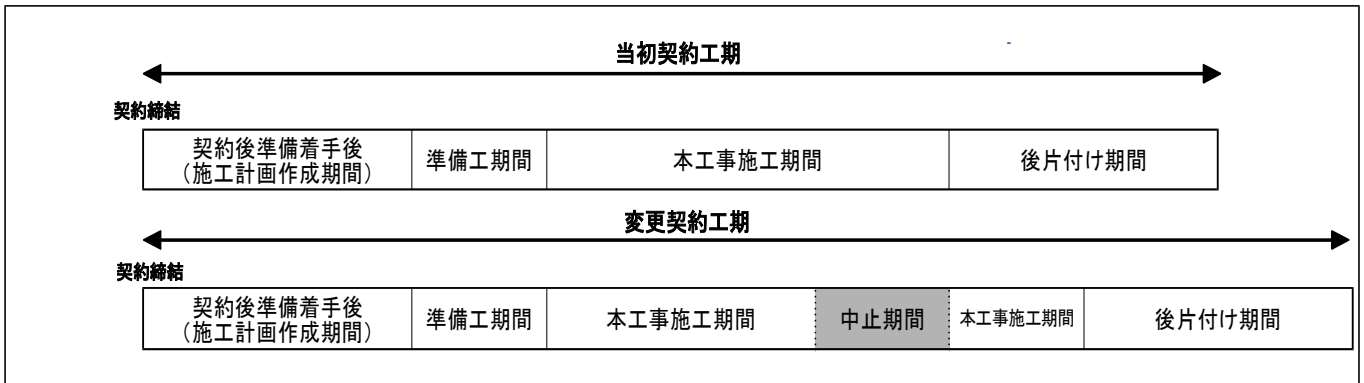 当初契約工期
契約締結
契約後準備着手後
(施工計画作成期間)
準備工期間
本工事施工期間
後片付け期間
変更契約工期
契約締結
契約後準備着手後
(施工計画作成期間)
準備工期間
本工事施工期間
中止期間
本工事施工期間
後片付け期間